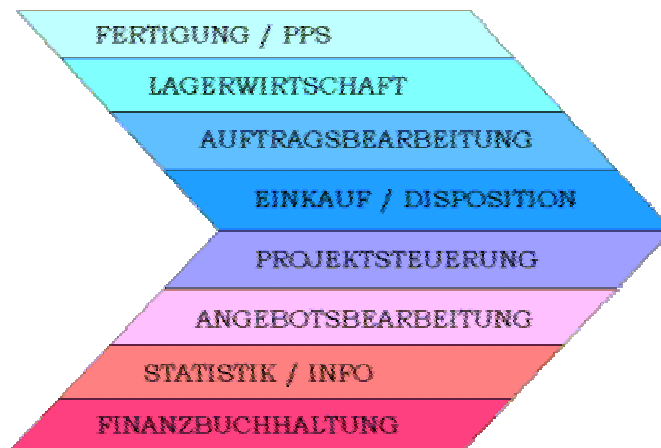 FERTIGUNG / PPS
LAGERWIRTSCHAFT
AUFTRAGSBEARBEITUNG
EINKAUF / DISPOSITION
PROJEKTSTEUERUNG
ANGEBOTSBEARBEITUNG
STATISTIK / INFO
FINANZBUCHHALTUNG